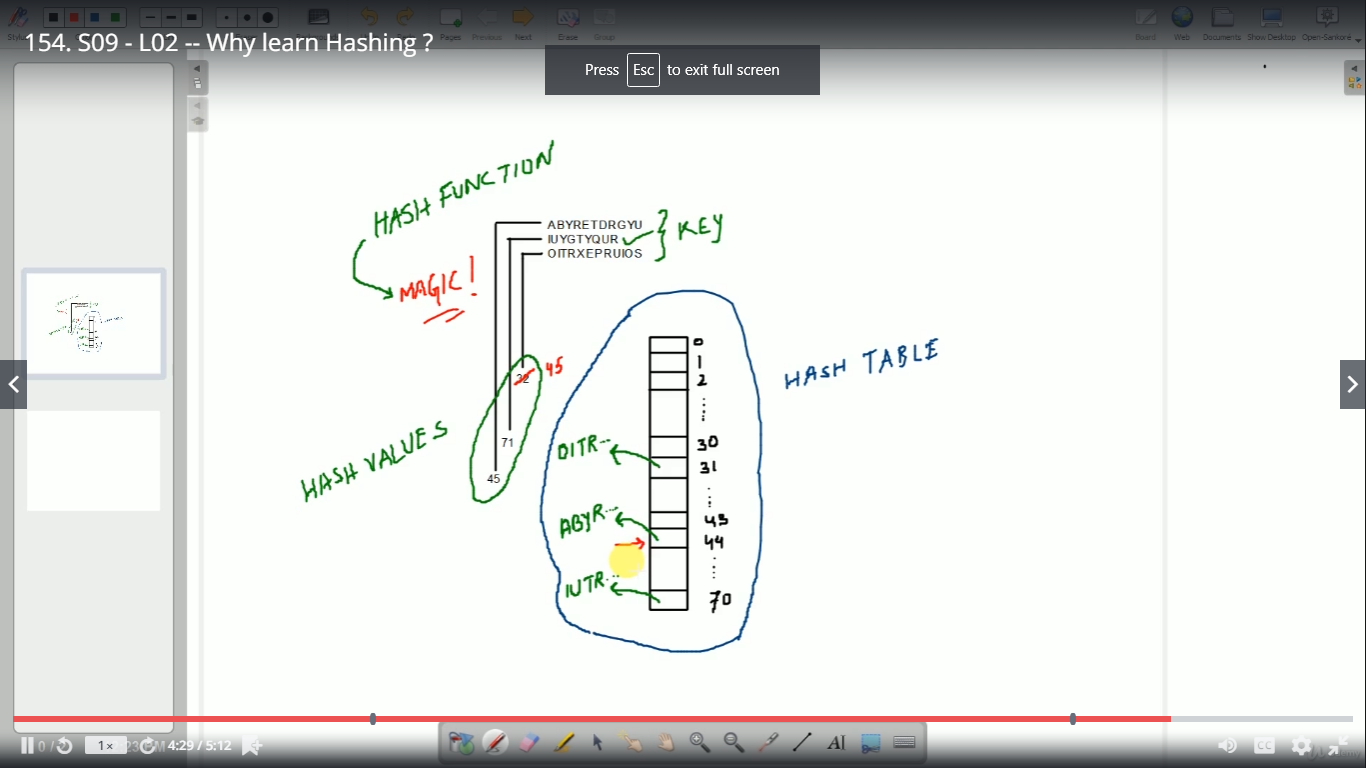 Pages
Previous
Next
Erase
Group
Board
Web
Documents
Show Desktop
Open-Sankoré
154. S09 - L02 -- Why learn Hashing ?
Press Esc to exit full screen
HASH FUNCTION
MAGIC!
ABYRETDRGYU
IUYGTYQUR
OITRXEPRUIOS
KEY
HASH TABLE
0
1
2
32 45
HASH VALUES
71
45
30
OITR--
31
43
ABYR--
44
IUTR--
70
1x
4:29 / 5:12
CC
AI